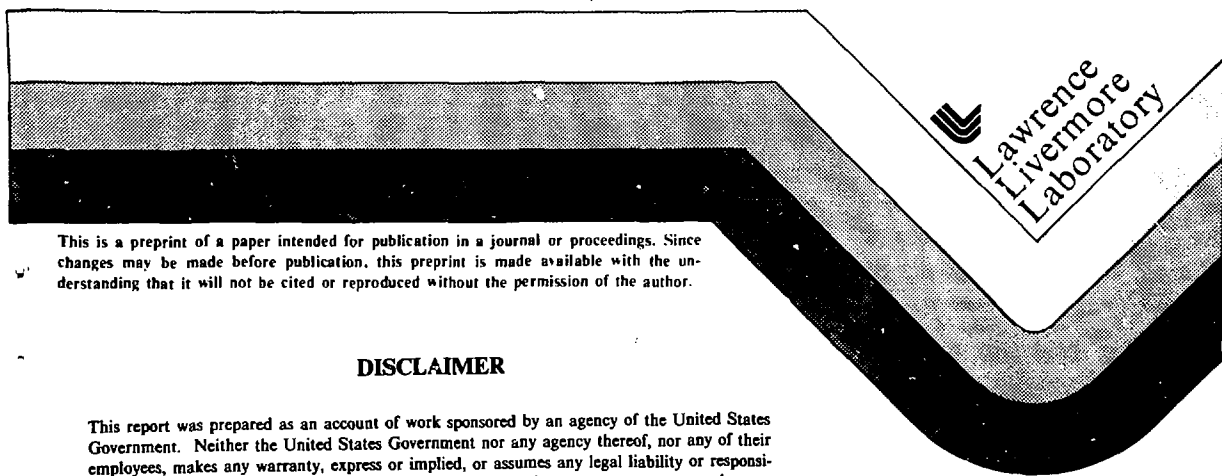 Lawrence
Livermore
Laboratory
This is a preprint of a paper intended for publication in a journal or proceedings. Since
changes may be made before publication, this preprint is made available with the un-
derstanding that it will not be cited or reproduced without the permission of the author.
DISCLAIMER
This report was prepared as an account of work sponsored by an agency of the United States
Government. Neither the United States Government nor any agency thereof, nor any of their
employees, makes any warranty, express or implied, or assumes any legal liability or responsi-